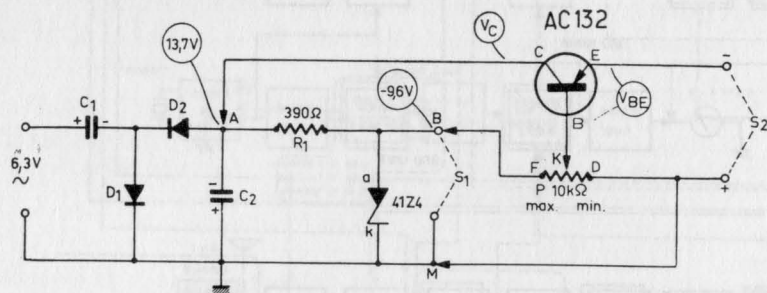 AC132
13,7V
V_C
C
E
-
C1
D2
A
390Ω
-9,6V
B
V_BE
B
+
-
R1
S2
6,3V
~
F
K
D
+
D1
-
C2
+
a
41Z4
S1
P 10kΩ
max
min.
k
M